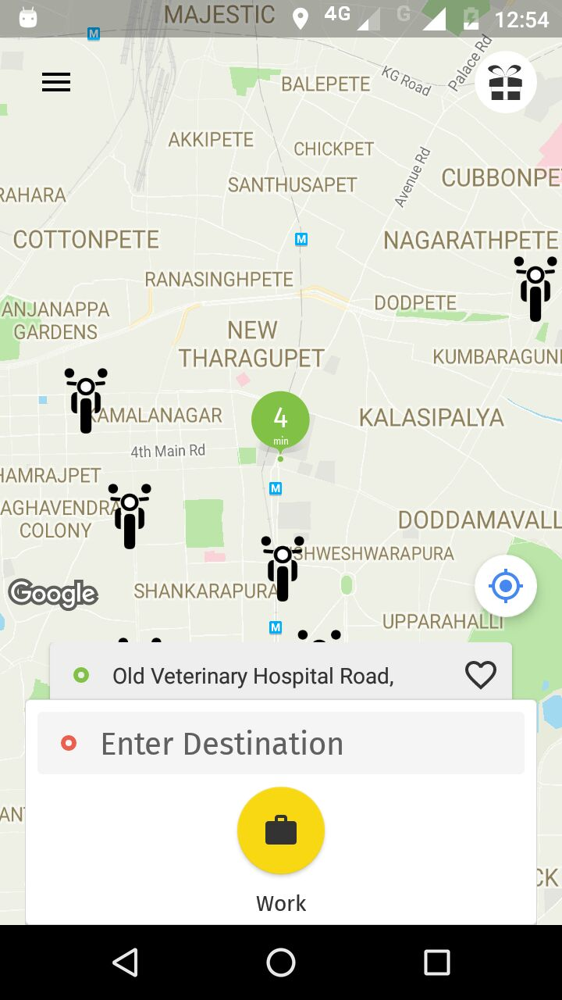 MAJESTIC
4G
G
12:54
M
BALEPETE
KG Road
Palace Rd
AKKIPETE
CHICKPET
Avenue Rd
SANTHUSAPET
CUBBONPE
RAHARA
COTTONPETE
M
NAGARATHPETE
RANASINGHPETE
DODPETE
ANJANAPPA
GARDENS
NEW
THARAGUPET
KUMBARAGUNI
KAMALANAGAR
4
min
KALASIPALYA
4th Main Rd
HAMRAJPET
M
AGHAVENDRA
COLONY
DODDAMAVALL
SHWESHWARAPURA
SHANKARAPURA
Google
UPPARAHALLI
M
Old Veterinary Hospital Road,
Enter Destination
ANT
CK
Work